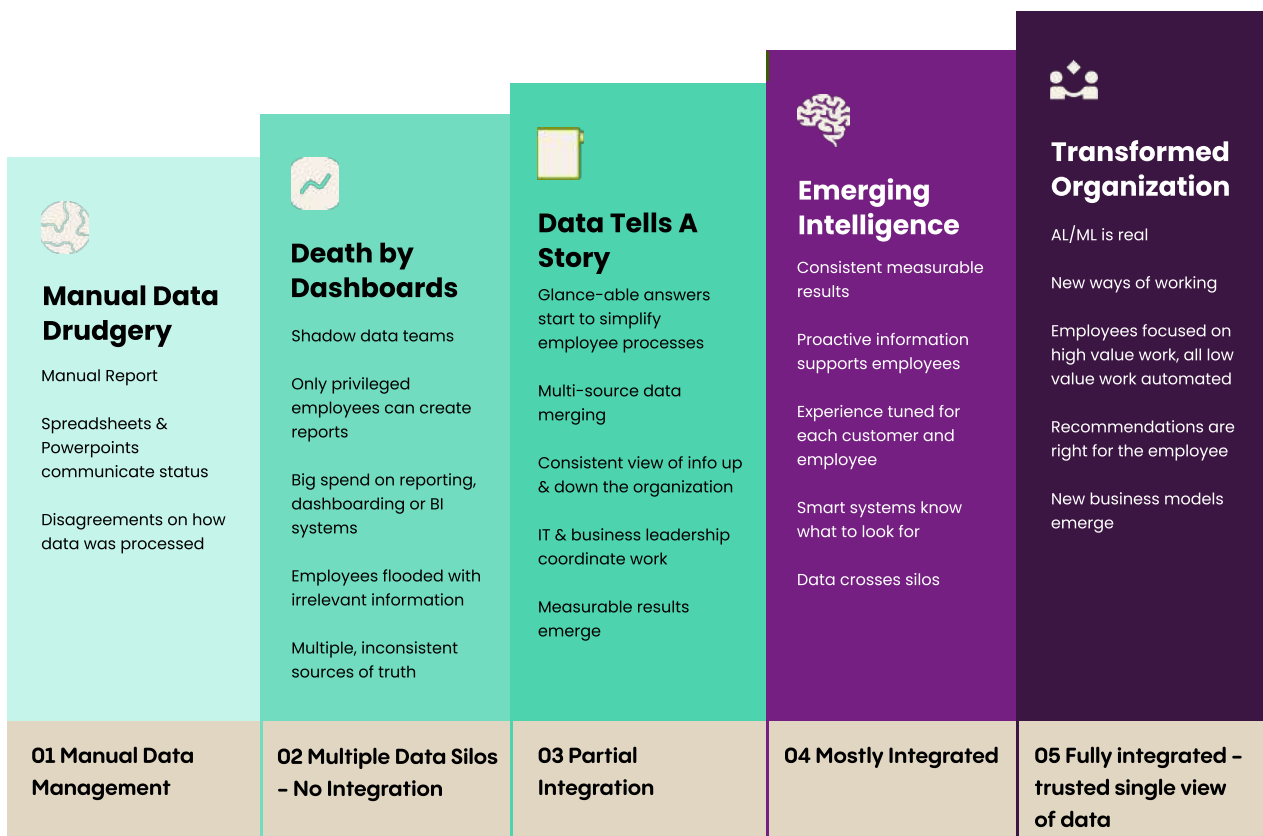 Manual Data
Drudgery
Manual Report
Spreadsheets &
Powerpoints
communicate status
Disagreements on how
data was processed
01 Manual Data
Management
Death by
Dashboards
Shadow data teams
Only privileged
employees can create
reports
Big spend on reporting,
dashboarding or BI
systems
Employees flooded with
irrelevant information
Multiple, inconsistent
sources of truth
02 Multiple Data Silos
– No Integration
Data Tells A
Story
Glance-able answers
start to simplify
employee processes
Multi-source data
merging
Consistent view of info up
& down the organization
IT & business leadership
coordinate work
Measurable results
emerge
03 Partial
Integration
Emerging
Intelligence
Consistent measurable
results
Proactive information
supports employees
Experience tuned for
each customer and
employee
Smart systems know
what to look for
Data crosses silos
04 Mostly Integrated
Transformed
Organization
AL/ML is real
New ways of working
Employees focused on
high value work, all low
value work automated
Recommendations are
right for the employee
New business models
emerge
05 Fully integrated –
trusted single view
of data